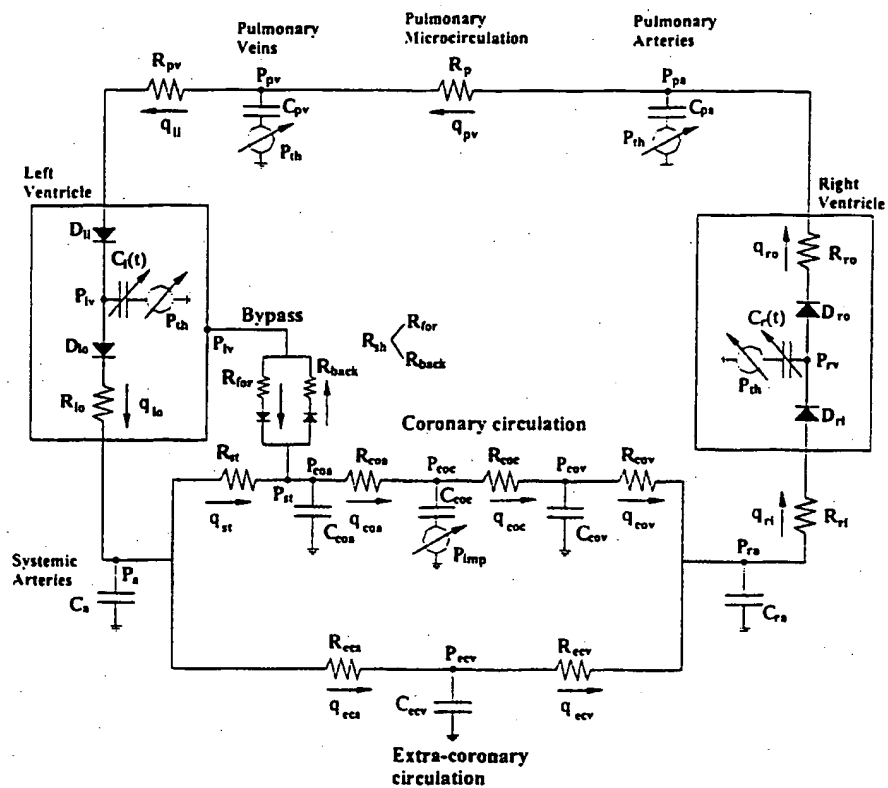 Pulmonary Veins
Pulmonary Microcirculation
Pulmonary Arteries
R_pv
P_pv
R_p
P_pa
C_pv
C_pa
q_li
P_th
q_pv
P_th
Left Ventricle
Right Ventricle
D_li
C_l(t)
P_lv
P_th
D_lo
R_lo
q_lo
Bypass
P_lv
R_for
R_back
R_sh
R_for
R_back
q_ro
R_ro
D_ro
C_r(t)
P_rv
P_th
D_ri
Coronary circulation
R_st
P_coa
R_coa
P_coc
R_coc
P_cov
R_cov
P_st
q_st
C_coa
q_coa
C_coc
P_imp
q_coc
C_cov
q_cov
q_ri
R_ri
Systemic Arteries
P_a
C_a
P_ra
C_ra
R_eca
P_ecv
R_ecv
q_eca
C_ecv
q_ecv
Extra-coronary circulation